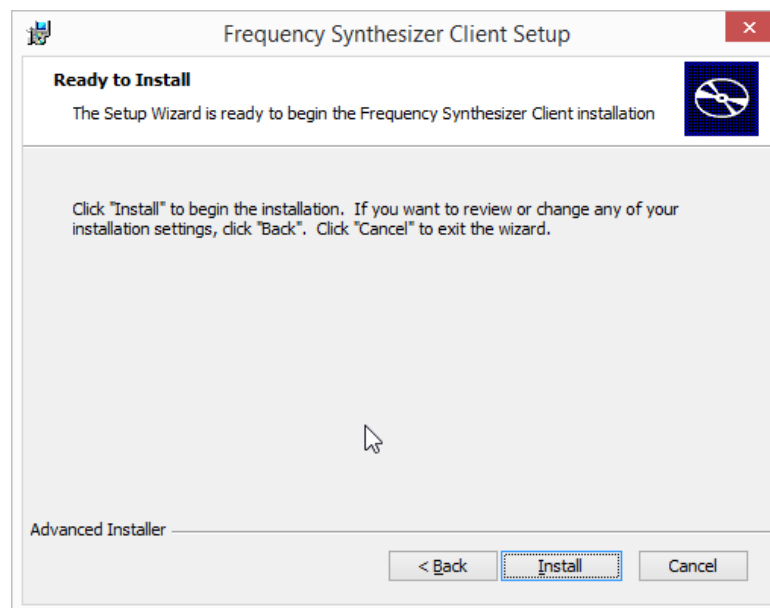 Frequency Synthesizer Client Setup
Ready to Install
The Setup Wizard is ready to begin the Frequency Synthesizer Client installation
Click "Install" to begin the installation.  If you want to review or change any of your
installation settings, click "Back".  Click "Cancel" to exit the wizard.
Advanced Installer
< Back
Install
Cancel